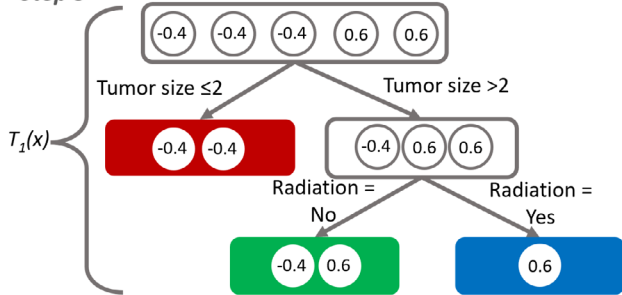 -0.4 -0.4 -0.4 0.6 0.6
Tumor size ≤2
Tumor size >2
T1(x)
-0.4 -0.4
-0.4 0.6 0.6
Radiation =
No
Radiation =
Yes
-0.4 0.6
0.6